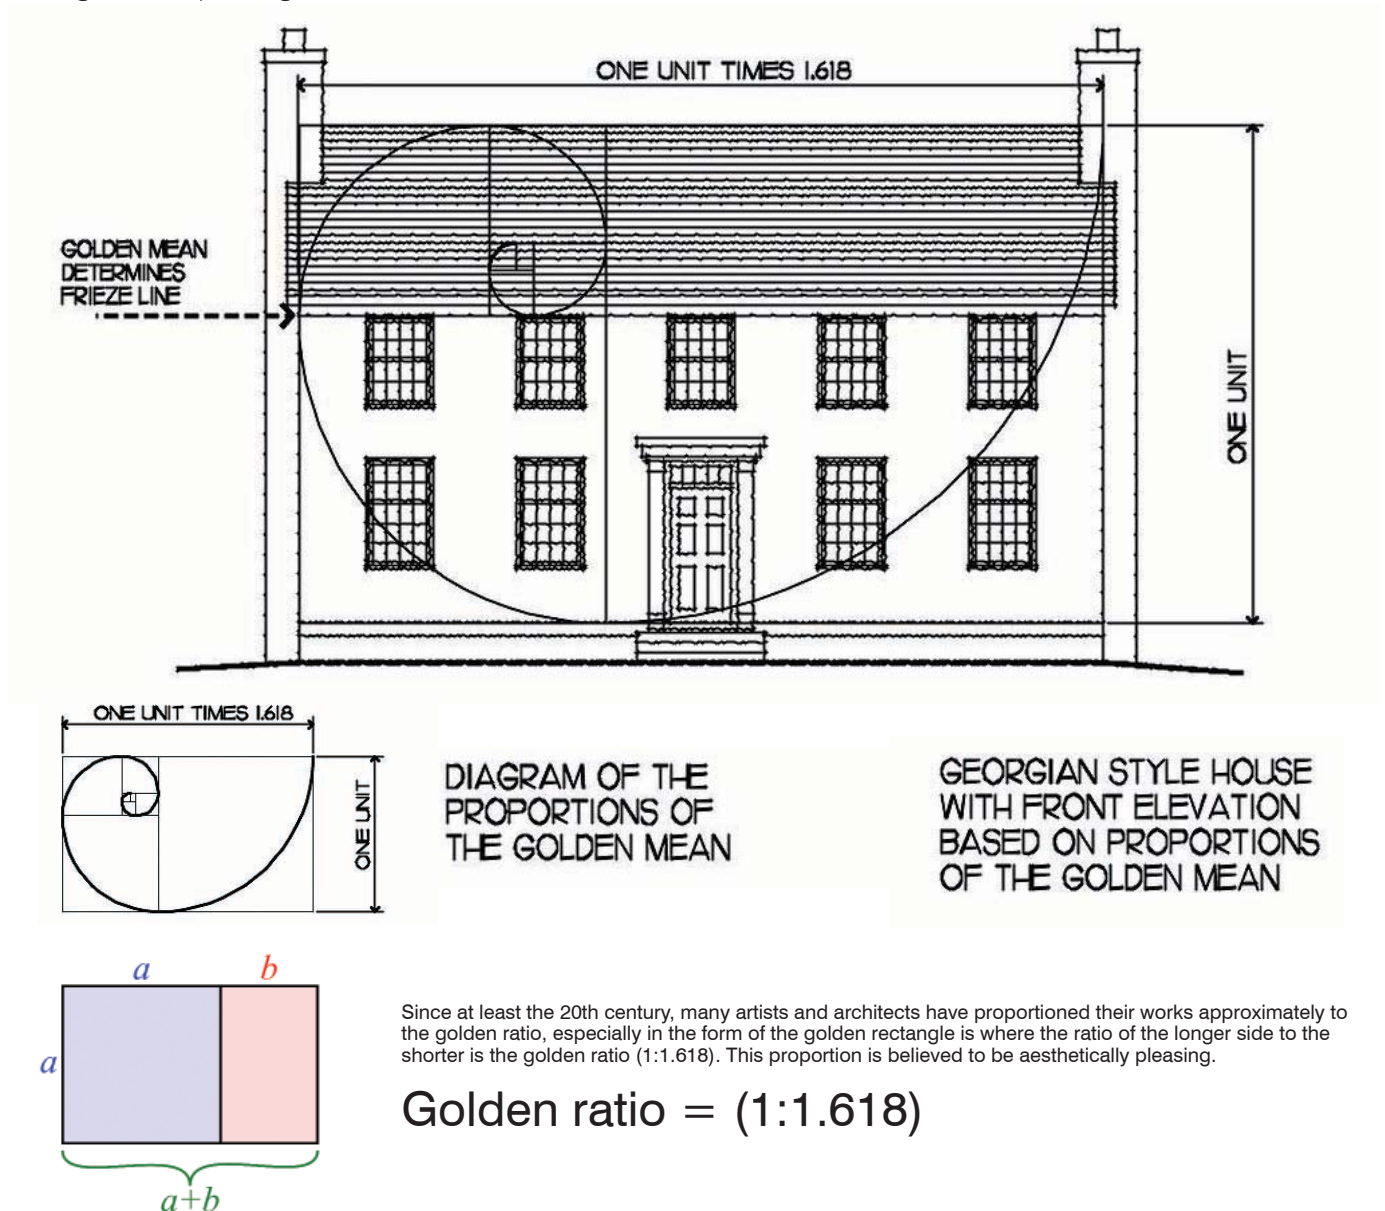 ONE UNIT TIMES 1.618
GOLDEN MEAN
DETERMINES
FRIEZE LINE
ONE UNIT
ONE UNIT TIMES 1.618
ONE UNIT
DIAGRAM OF THE
PROPORTIONS OF
THE GOLDEN MEAN
GEORGIAN STYLE HOUSE
WITH FRONT ELEVATION
BASED ON PROPORTIONS
OF THE GOLDEN MEAN
a
b
a
a+b
Since at least the 20th century, many artists and architects have proportioned their works approximately to
the golden ratio, especially in the form of the golden rectangle is where the ratio of the longer side to the
shorter is the golden ratio (1:1.618). This proportion is believed to be aesthetically pleasing.
Golden ratio = (1:1.618)